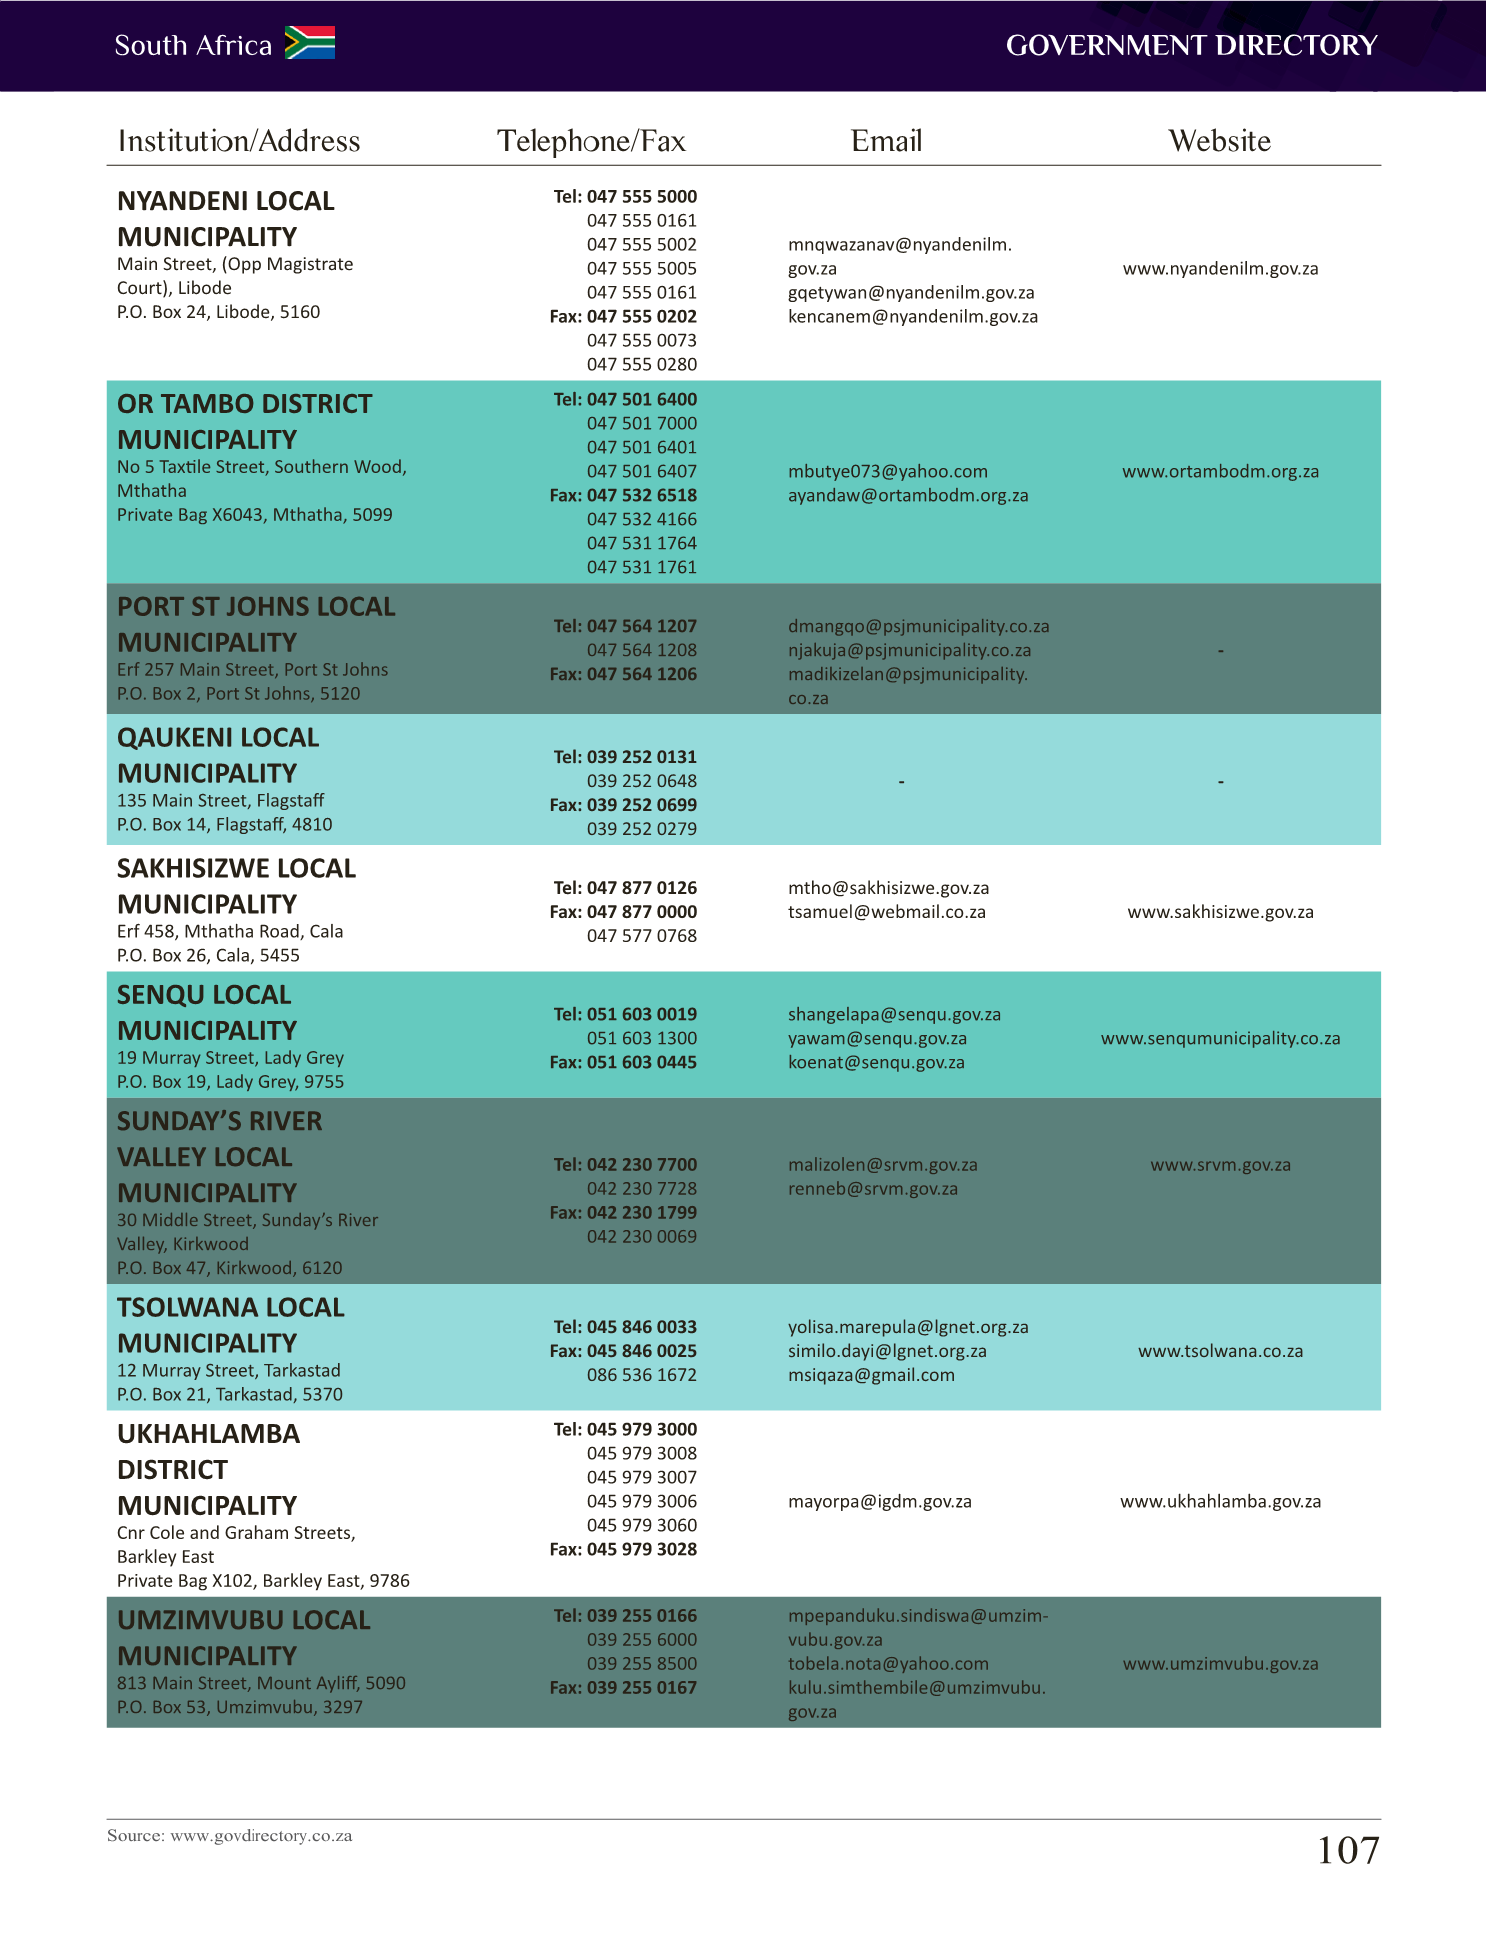 South Africa
GOVERNMENT DIRECTORY
Institution/Address Telephone/Fax Email Website
NYANDENI LOCAL
MUNICIPALITY
Main Street, (Opp Magistrate
Court), Libode
P.O. Box 24, Libode, 5160
Tel: 047 555 5000
047 555 0161
047 555 5002
047 555 5005
047 555 0161
Fax: 047 555 0202
047 555 0073
047 555 0280
mnqwazanav@nyandenilm.
gov.za
gqetywan@nyandenilm.gov.za
kencanem@nyandenilm.gov.za
www.nyandenilm.gov.za
OR TAMBO DISTRICT
MUNICIPALITY
No 5 Taxtile Street, Southern Wood,
Mthatha
Private Bag X6043, Mthatha, 5099
Tel: 047 501 6400
047 501 7000
047 501 6401
047 501 6407
Fax: 047 532 6518
047 532 4166
047 531 1764
047 531 1761
mbutye073@yahoo.com
ayandaw@ortambodm.org.za
www.ortambodm.org.za
PORT ST JOHNS LOCAL
MUNICIPALITY
Erf 257 Main Street, Port St Johns
P.O. Box 2, Port St Johns, 5120
Tel: 047 564 1207
047 564 1208
Fax: 047 564 1206
dmangqo@psjmunicipality.co.za
njakuja@psjmunicipality.co.za
madikizelan@psjmunicipality.
co.za
-
QAUKENI LOCAL
MUNICIPALITY
135 Main Street, Flagstaff
P.O. Box 14, Flagstaff, 4810
Tel: 039 252 0131
039 252 0648
Fax: 039 252 0699
039 252 0279
-
-
SAKHISIZWE LOCAL
MUNICIPALITY
Erf 458, Mthatha Road, Cala
P.O. Box 26, Cala, 5455
Tel: 047 877 0126
Fax: 047 877 0000
047 577 0768
mtho@sakhisizwe.gov.za
tsamuel@webmail.co.za
www.sakhisizwe.gov.za
SENQU LOCAL
MUNICIPALITY
19 Murray Street, Lady Grey
P.O. Box 19, Lady Grey, 9755
Tel: 051 603 0019
051 603 1300
Fax: 051 603 0445
shangelapa@senqu.gov.za
yawam@senqu.gov.za
koenat@senqu.gov.za
www.senqumunicipality.co.za
SUNDAY’S RIVER
VALLEY LOCAL
MUNICIPALITY
30 Middle Street, Sunday’s River
Valley, Kirkwood
P.O. Box 47, Kirkwood, 6120
Tel: 042 230 7700
042 230 7728
Fax: 042 230 1799
042 230 0069
malizolen@srvm.gov.za
renneb@srvm.gov.za
www.srvm.gov.za
TSOLWANA LOCAL
MUNICIPALITY
12 Murray Street, Tarkastad
P.O. Box 21, Tarkastad, 5370
Tel: 045 846 0033
Fax: 045 846 0025
086 536 1672
yolisa.marepula@lgnet.org.za
similo.dayi@lgnet.org.za
msiqaza@gmail.com
www.tsolwana.co.za
UKHAHLAMBA
DISTRICT
MUNICIPALITY
Cnr Cole and Graham Streets,
Barkley East
Private Bag X102, Barkley East, 9786
Tel: 045 979 3000
045 979 3008
045 979 3007
045 979 3006
045 979 3060
Fax: 045 979 3028
mayorpa@igdm.gov.za
www.ukhahlamba.gov.za
UMZIMVUBU LOCAL
MUNICIPALITY
813 Main Street, Mount Ayliff, 5090
P.O. Box 53, Umzimvubu, 3297
Tel: 039 255 0166
039 255 6000
039 255 8500
Fax: 039 255 0167
mpepanduku.sindiswa@umzim-
vubu.gov.za
tobela.nota@yahoo.com
kulu.simthembile@umzimvubu.
gov.za
www.umzimvubu.gov.za
Source: www.govdirectory.co.za
107